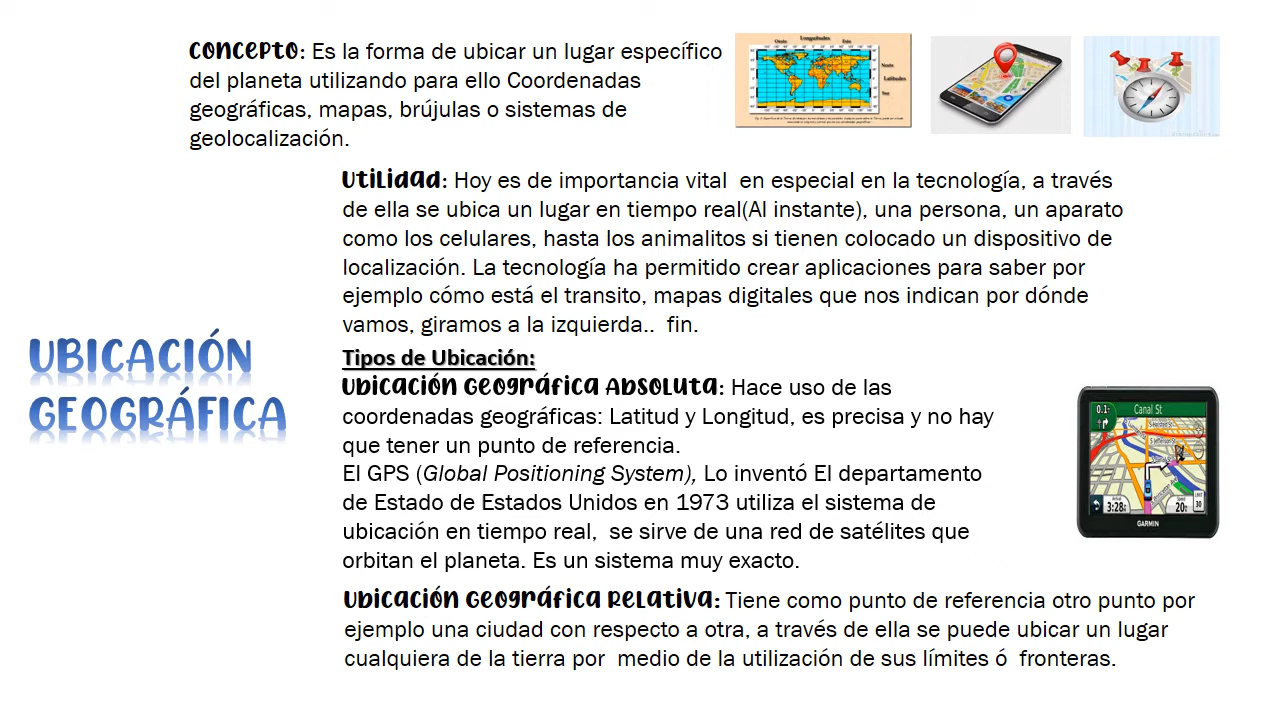 Concepto: Es la forma de ubicar un lugar específico
del planeta utilizando para ello Coordenadas
geográficas, mapas, brújulas o sistemas de
geolocalización.
Longitudes
Oeste Este
Norte
Latitudes
Sur
Utilidad: Hoy es de importancia vital en especial en la tecnología, a través
de ella se ubica un lugar en tiempo real(Al instante), una persona, un aparato
como los celulares, hasta los animalitos si tienen colocado un dispositivo de
localización. La tecnología ha permitido crear aplicaciones para saber por
ejemplo cómo está el transito, mapas digitales que nos indican por dónde
vamos, giramos a la izquierda.. fin.
UBICACIÓN
GEOGRÁFICA
Tipos de Ubicación:
Ubicación Geográfica Absoluta: Hace uso de las
coordenadas geográficas: Latitud y Longitud, es precisa y no hay
que tener un punto de referencia.
El GPS (Global Positioning System), Lo inventó El departamento
de Estado de Estados Unidos en 1973 utiliza el sistema de
ubicación en tiempo real, se sirve de una red de satélites que
orbitan el planeta. Es un sistema muy exacto.
Canal St
3:28
20
30
GARMIN
Ubicación Geográfica Relativa: Tiene como punto de referencia otro punto por
ejemplo una ciudad con respecto a otra, a través de ella se puede ubicar un lugar
cualquiera de la tierra por medio de la utilización de sus límites ó fronteras.